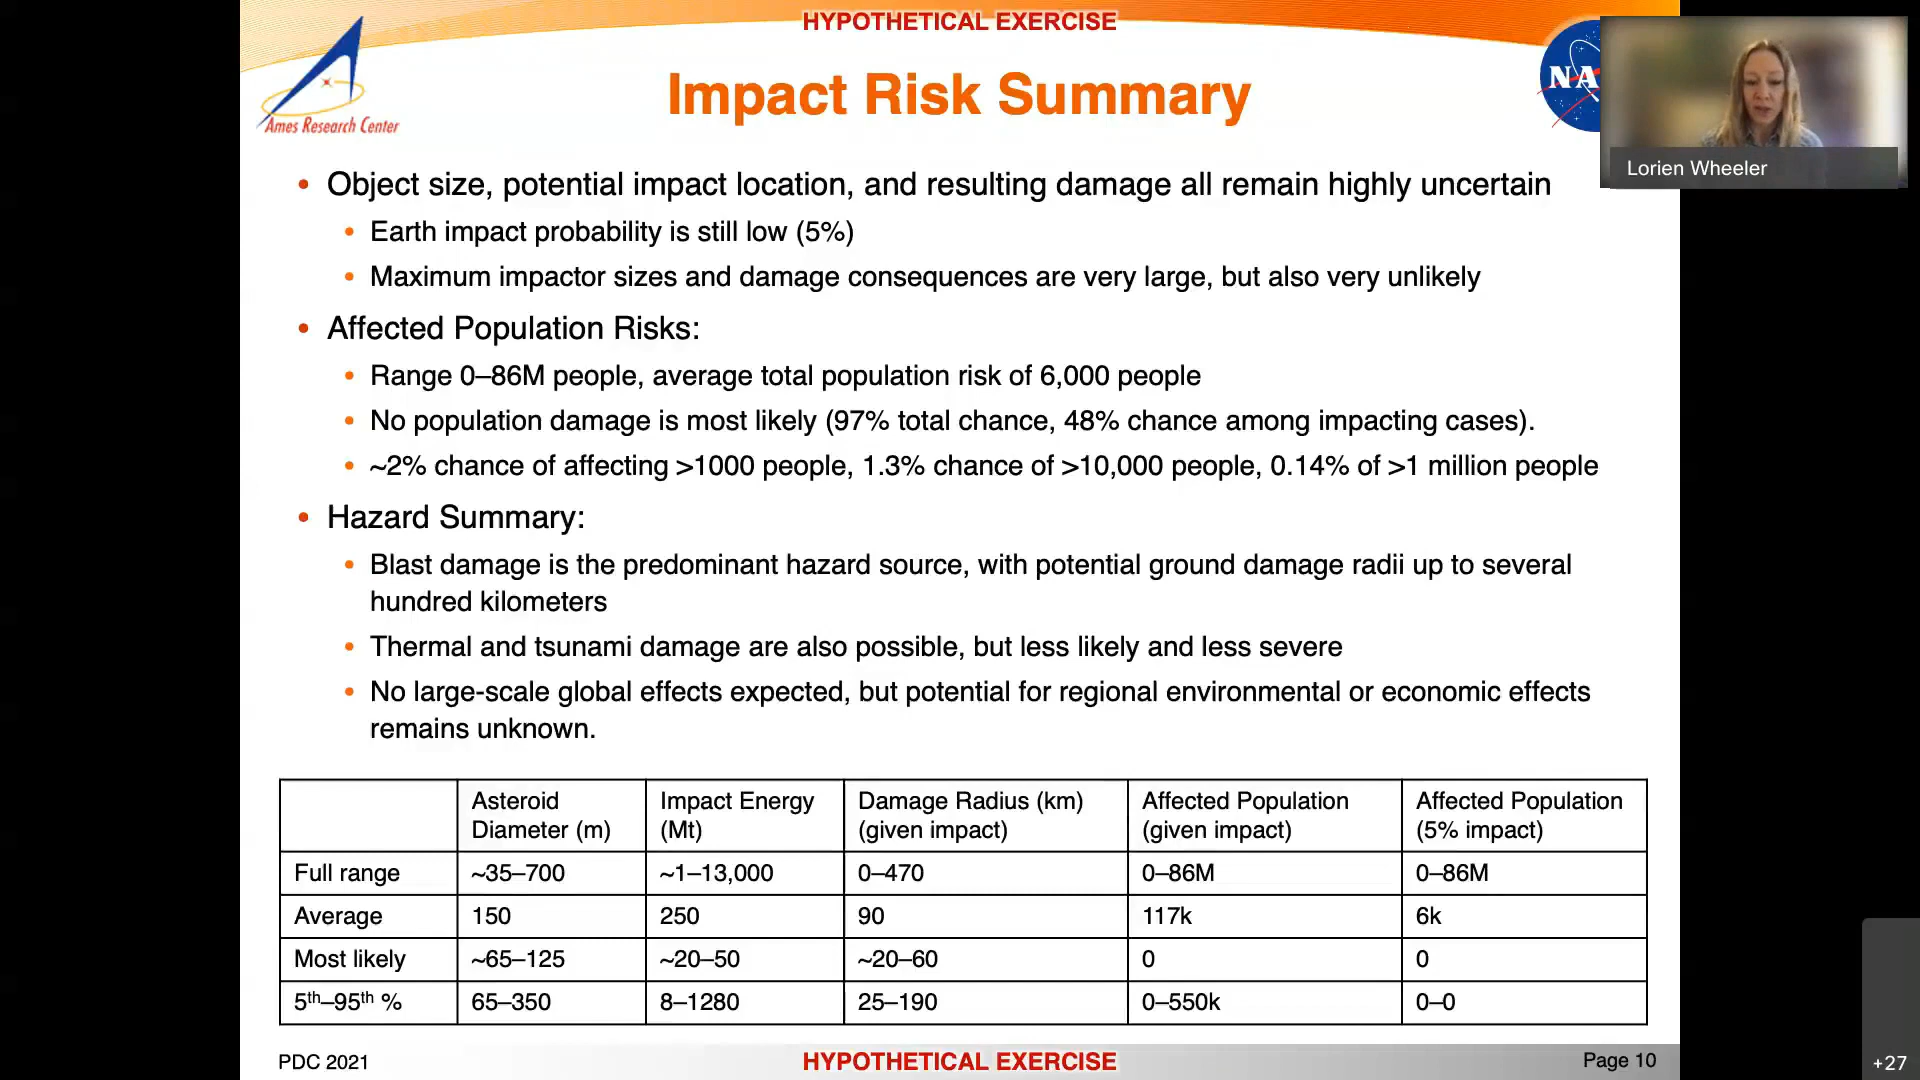 HYPOTHETICAL EXERCISE
Ames Research Center
NA
Impact Risk Summary
Lorien Wheeler
• Object size, potential impact location, and resulting damage all remain highly uncertain
• Earth impact probability is still low (5%)
• Maximum impactor sizes and damage consequences are very large, but also very unlikely
• Affected Population Risks:
• Range 0–86M people, average total population risk of 6,000 people
• No population damage is most likely (97% total chance, 48% chance among impacting cases).
• ~2% chance of affecting >1000 people, 1.3% chance of >10,000 people, 0.14% of >1 million people
• Hazard Summary:
• Blast damage is the predominant hazard source, with potential ground damage radii up to several
hundred kilometers
• Thermal and tsunami damage are also possible, but less likely and less severe
• No large-scale global effects expected, but potential for regional environmental or economic effects
remains unknown.
Asteroid Diameter (m) Impact Energy (Mt) Damage Radius (km) (given impact) Affected Population (given impact) Affected Population (5% impact)
Full range ~35–700 ~1–13,000 0–470 0–86M 0–86M
Average 150 250 90 117k 6k
Most likely ~65–125 ~20–50 ~20–60 0 0
5th–95th % 65–350 8–1280 25–190 0–550k 0–0
PDC 2021
HYPOTHETICAL EXERCISE
Page 10
+27